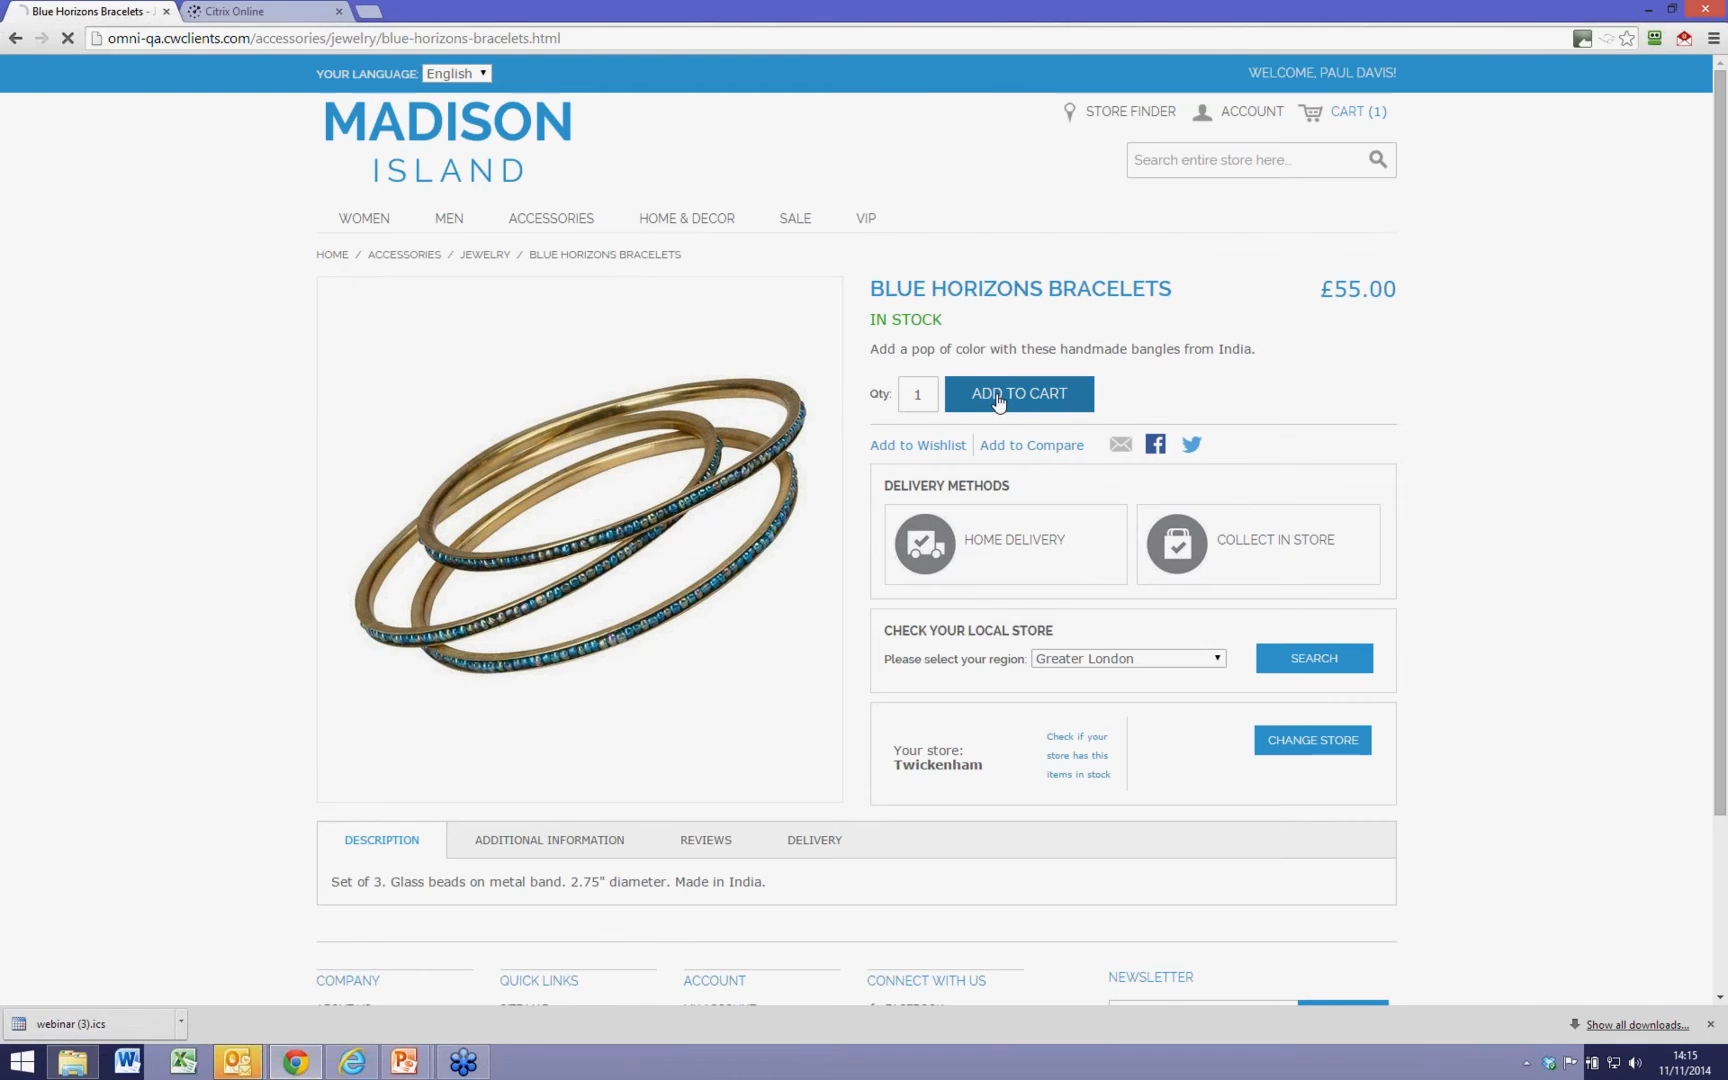 Blue Horizons Bracelets -
Citrix Online
omni-qa.cwclients.com/accessories/jewelry/blue-horizons-bracelets.html
YOUR LANGUAGE: English
WELCOME, PAUL DAVIS!
MADISON
ISLAND
STORE FINDER
ACCOUNT
CART (1)
Search entire store here...
WOMEN
MEN
ACCESSORIES
HOME & DECOR
SALE
VIP
HOME / ACCESSORIES / JEWELRY / BLUE HORIZONS BRACELETS
BLUE HORIZONS BRACELETS
£55.00
IN STOCK
Add a pop of color with these handmade bangles from India.
Qty: 1
ADD TO CART
Add to Wishlist
Add to Compare
DELIVERY METHODS
HOME DELIVERY
COLLECT IN STORE
CHECK YOUR LOCAL STORE
Please select your region: Greater London
SEARCH
Your store:
Twickenham
Check if your
store has this
items in stock
CHANGE STORE
DESCRIPTION
ADDITIONAL INFORMATION
REVIEWS
DELIVERY
Set of 3. Glass beads on metal band. 2.75" diameter. Made in India.
COMPANY
QUICK LINKS
ACCOUNT
CONNECT WITH US
NEWSLETTER
webinar (3).ics
Show all downloads...
14:15
11/11/2014